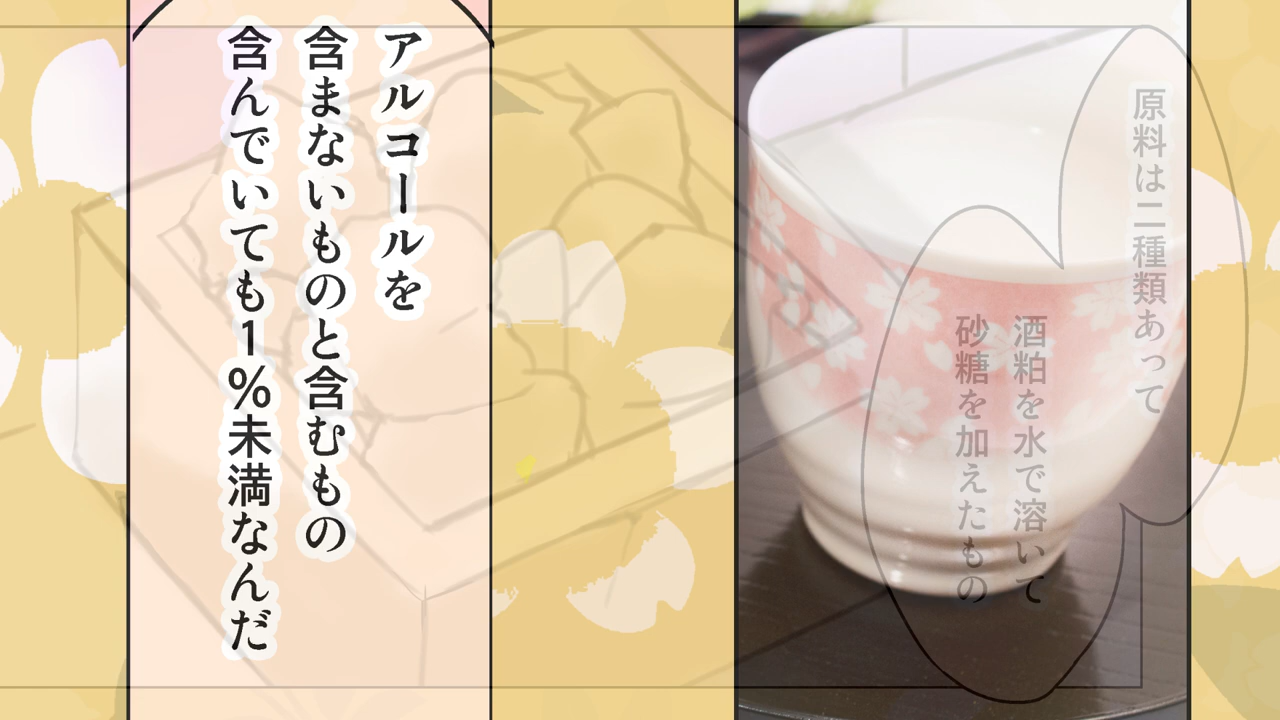 原料は二種類あって
酒粕を水で溶いて
砂糖を加えたもの
アルコールを
含まないものと含むもの
含んでいても1%未満なんだ